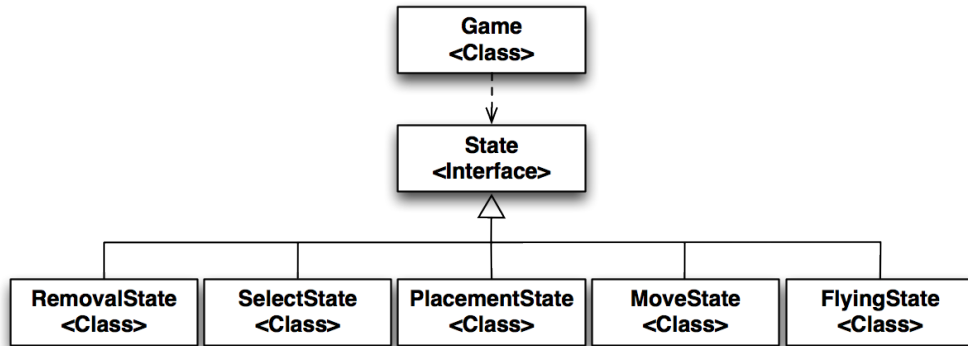 Game
<Class>
State
<Interface>
RemovalState
<Class>
SelectState
<Class>
PlacementState
<Class>
MoveState
<Class>
FlyingState
<Class>